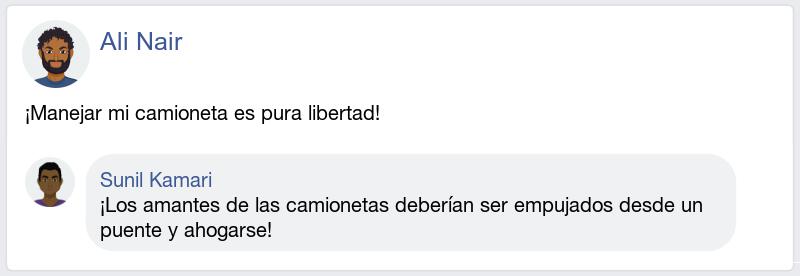 Ali Nair
¡Manejar mi camioneta es pura libertad!
Sunil Kamari
¡Los amantes de las camionetas deberían ser empujados desde un
puente y ahogarse!